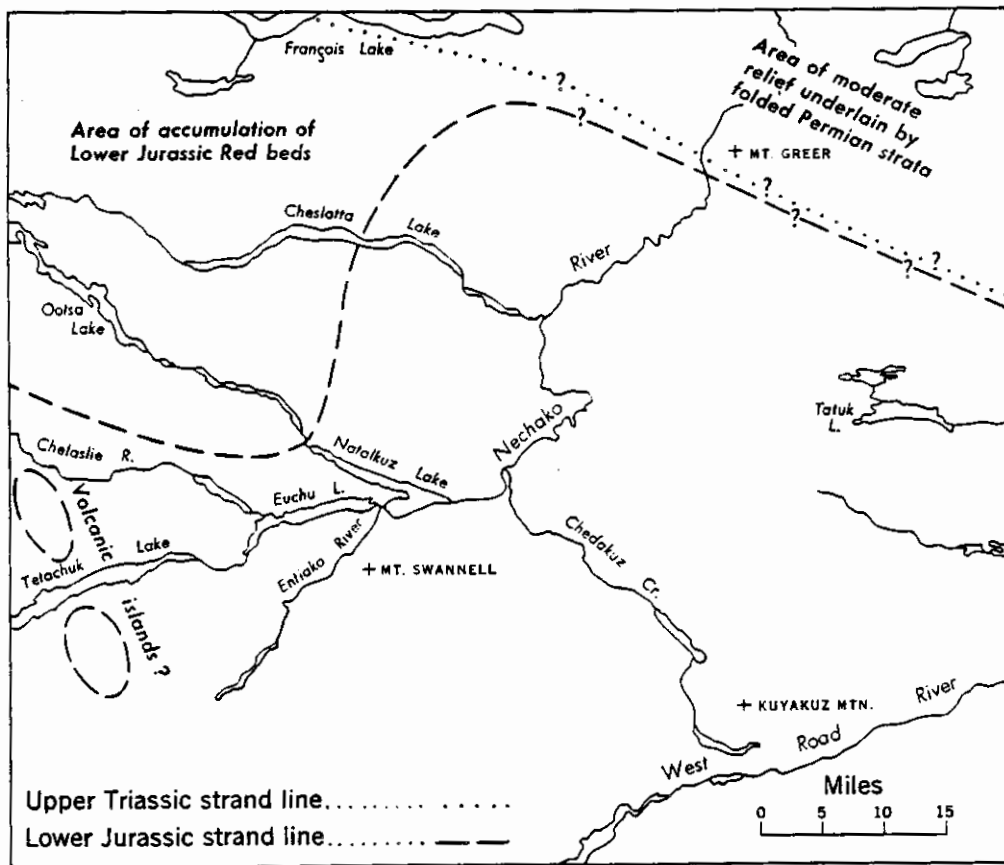 François Lake
Area of moderate
relief underlain by
folded Permian strata
Area of accumulation of
Lower Jurassic Red beds
? ?
+ MT. GREER
Cheslatta Lake
River
? ?
? ?
Ootsa
Lake
Tatuk
L.
Nechako
Chelaslie R.
Natalkuz Lake
Euchu L.
Volcanic
islands ?
Chedakuz Cr.
Tetachuk Lake
Entiako River
+ MT. SWANNELL
+ KUYAKUZ MTN.
West Road River
Upper Triassic strand line
Lower Jurassic strand line
Miles
0 5 10 15